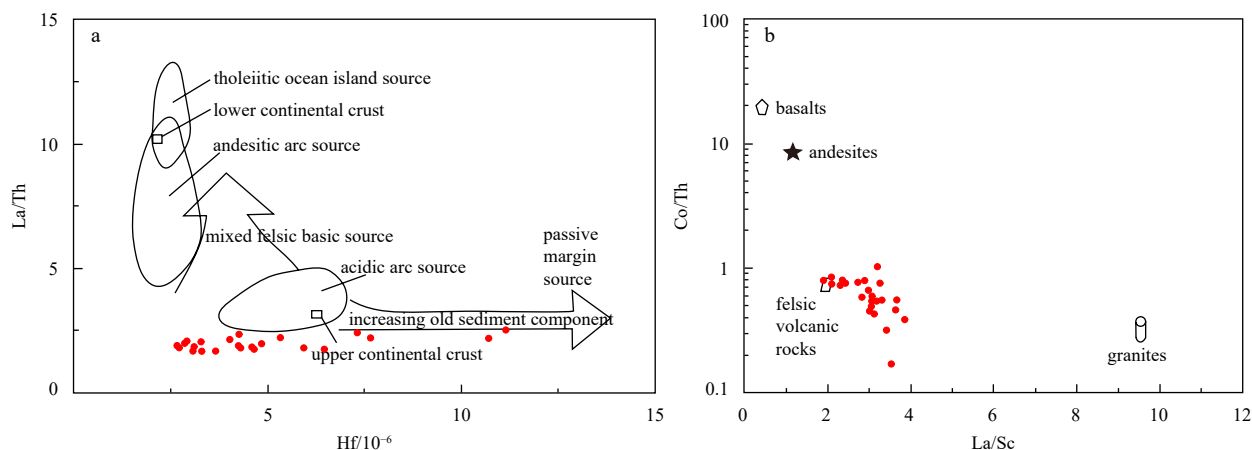 a
15
10
5
0
La/Th
tholeiitic ocean island source
lower continental crust
andesitic arc source
mixed felsic basic source
acidic arc source
passive
margin
source
increasing old sediment component
upper continental crust
5
10
15
Hf/10⁻⁶
b
100
10
1
0.1
Co/Th
basalts
andesites
felsic
volcanic
rocks
granites
0
2
4
6
8
10
12
La/Sc